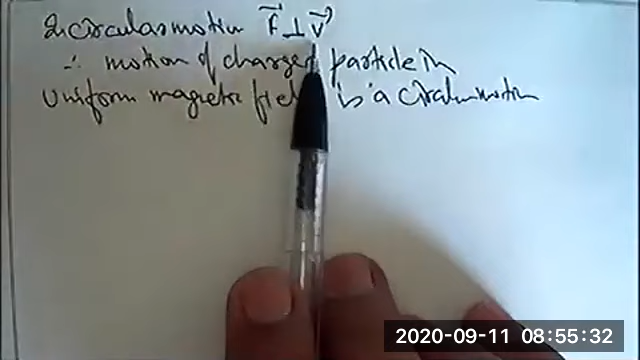 In circular motion F⃗ ⊥ V⃗
∴ motion of charged particle in
uniform magnetic field is a circular motion
2020-09-11 08:55:32